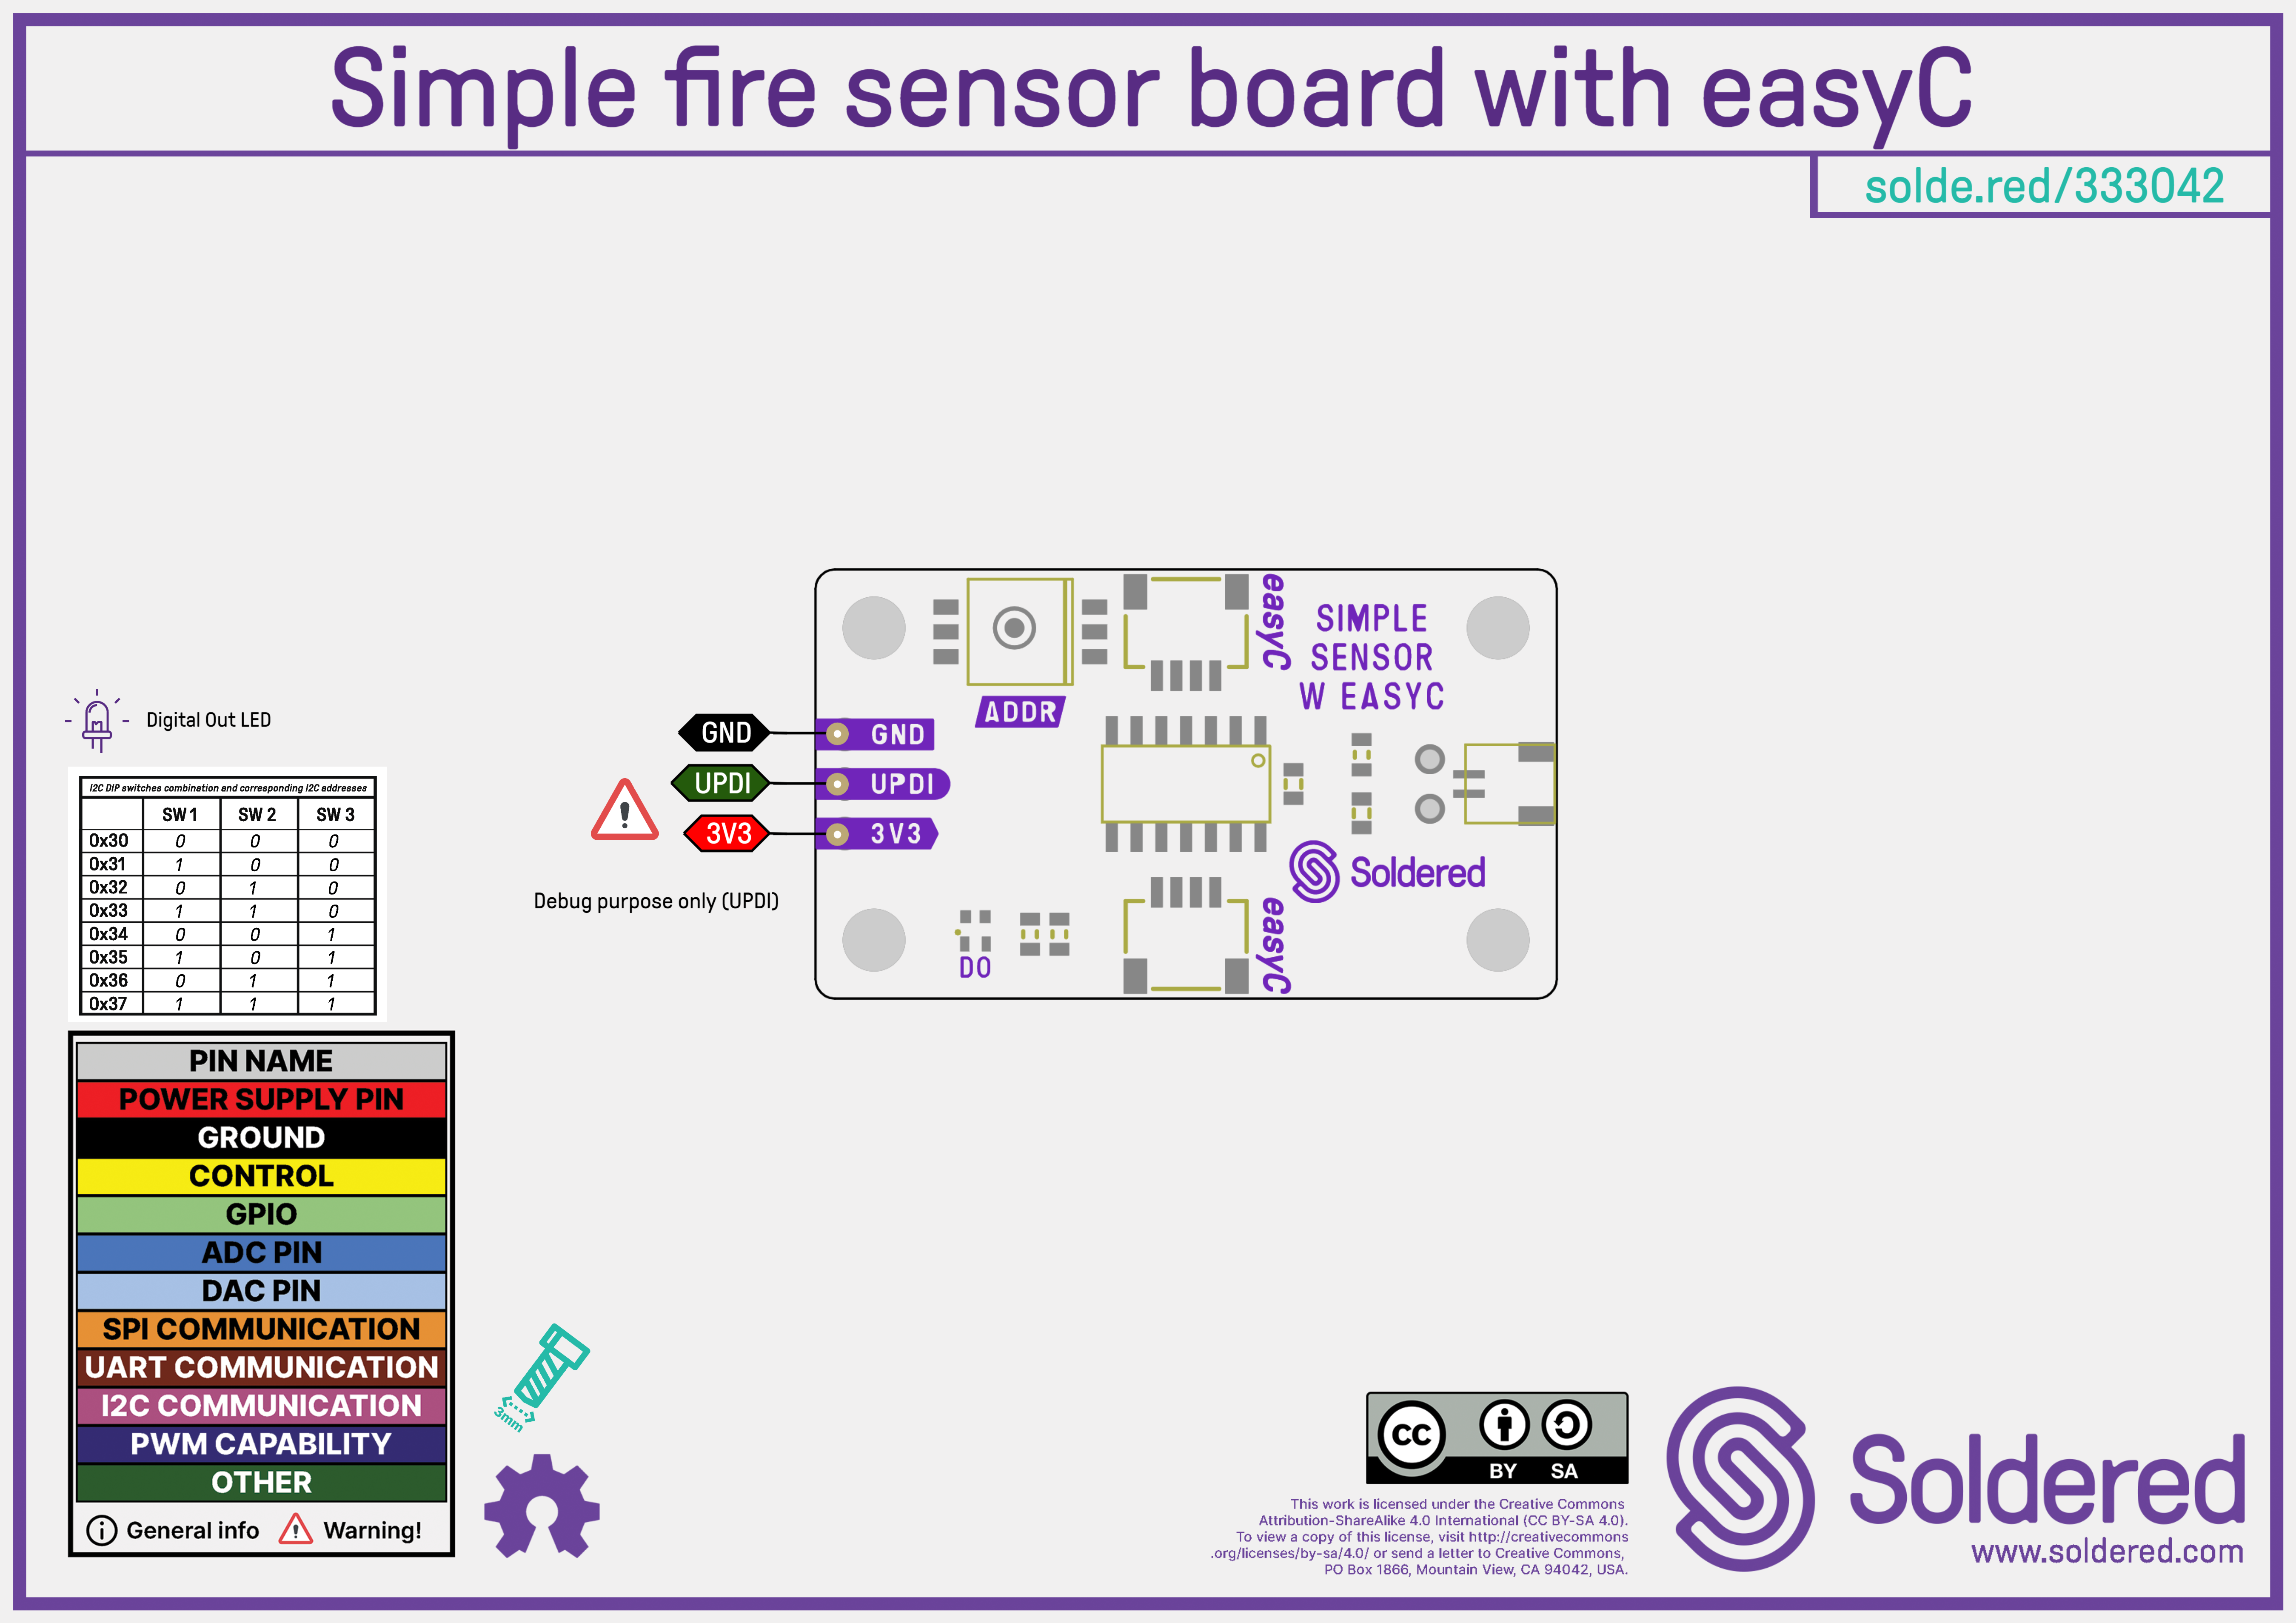 Simple fire sensor board with easyC
solde.red/333042
easyC
SIMPLE
SENSOR
W EASYC
ADDR
GND
GND
UPDI
UPDI
3V3
3V3
Debug purpose only (UPDI)
Soldered
DO
easyC
Digital Out LED
I2C DIP switches combination and corresponding I2C addresses
SW 1 SW 2 SW 3
0x30 0 0 0
0x31 1 0 0
0x32 0 1 0
0x33 1 1 0
0x34 0 0 1
0x35 1 0 1
0x36 0 1 1
0x37 1 1 1
PIN NAME
POWER SUPPLY PIN
GROUND
CONTROL
GPIO
ADC PIN
DAC PIN
SPI COMMUNICATION
UART COMMUNICATION
I2C COMMUNICATION
PWM CAPABILITY
OTHER
General info Warning!
3mm
CC BY SA
This work is licensed under the Creative Commons
Attribution-ShareAlike 4.0 International (CC BY-SA 4.0).
To view a copy of this license, visit http://creativecommons
.org/licenses/by-sa/4.0/ or send a letter to Creative Commons,
PO Box 1866, Mountain View, CA 94042, USA.
Soldered
www.soldered.com